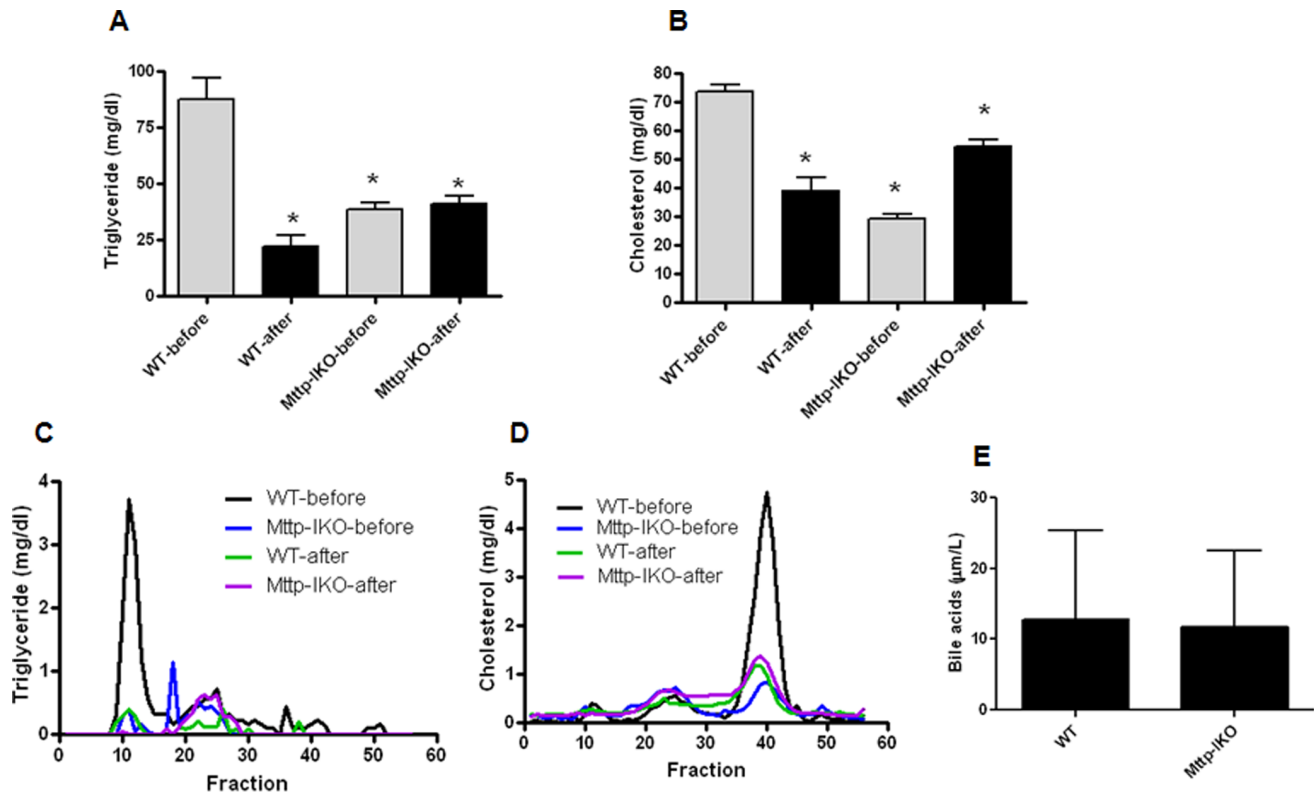 A
Triglyceride (mg/dl)
100
75
50
25
0
*
*
*
WT-before
WT-after
Mttp-IKO-before
Mttp-IKO-after
B
Cholesterol (mg/dl)
80
70
60
50
40
30
20
10
0
*
*
*
WT-before
WT-after
Mttp-IKO-before
Mttp-IKO-after
C
Triglyceride (mg/dl)
4
3
2
1
0
WT-before
Mttp-IKO-before
WT-after
Mttp-IKO-after
0 10 20 30 40 50 60
Fraction
D
Cholesterol (mg/dl)
5
4
3
2
1
0
WT-before
Mttp-IKO-before
WT-after
Mttp-IKO-after
0 10 20 30 40 50 60
Fraction
E
Bile acids (μm/L)
30
20
10
0
WT
Mttp-IKO